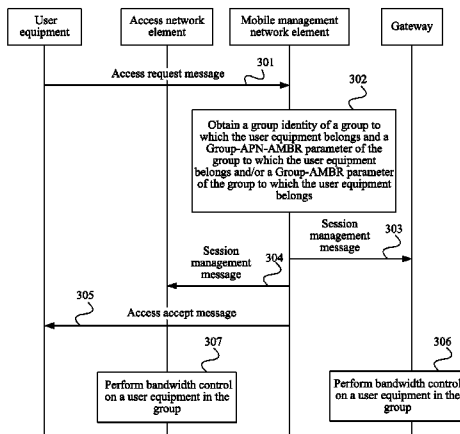 User
equipment
Access network
element
Mobile management
network element
Gateway
301
Access request message
302
Obtain a group identity of a group to
which the user equipment belongs and a
Group-APN-AMBR parameter of the
group to which the user equipment
belongs and/or a Group-AMBR parameter
of the group to which the user equipment
belongs
Session
management
message
303
Session
management
message
304
305
Access accept message
307
Perform bandwidth control
on a user equipment in the
group
306
Perform bandwidth control
on a user equipment in the
group